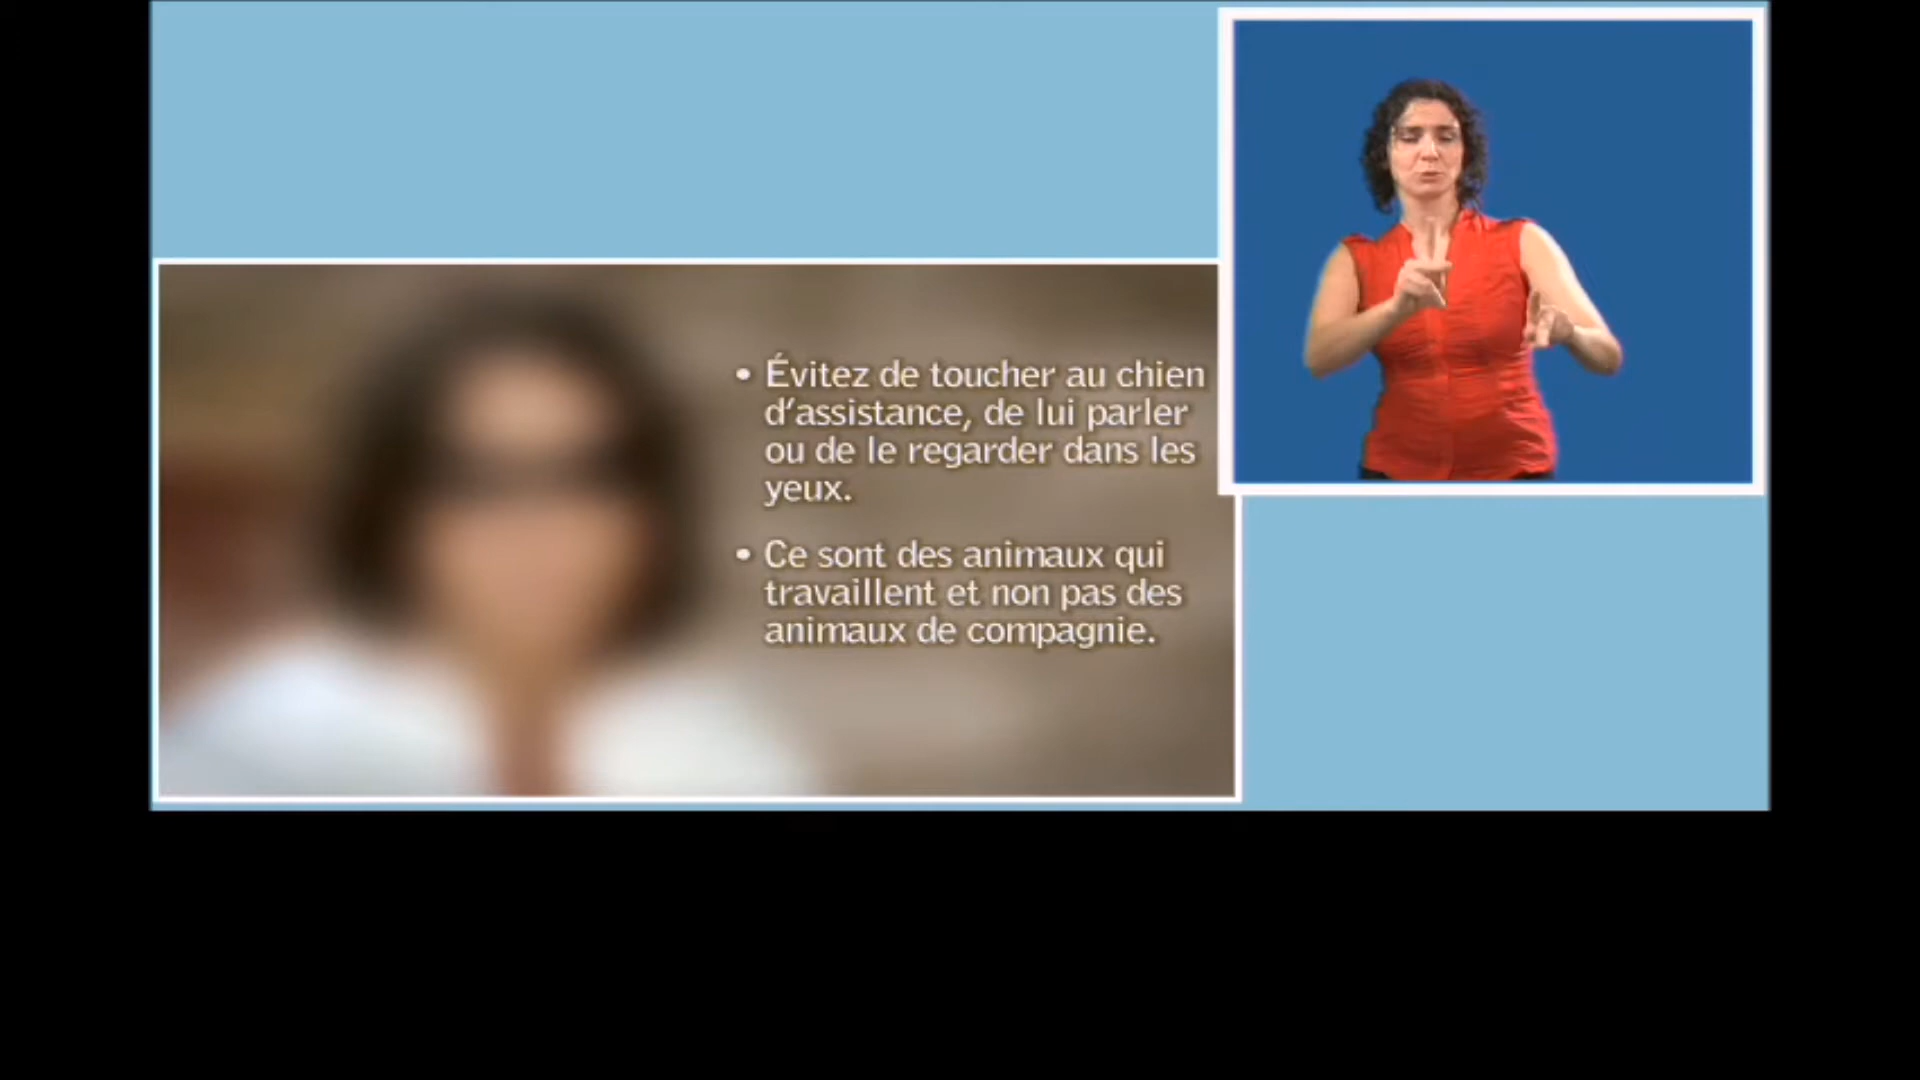 • Évitez de toucher au chien
d'assistance, de lui parler
ou de le regarder dans les
yeux.
• Ce sont des animaux qui
travaillent et non pas des
animaux de compagnie.